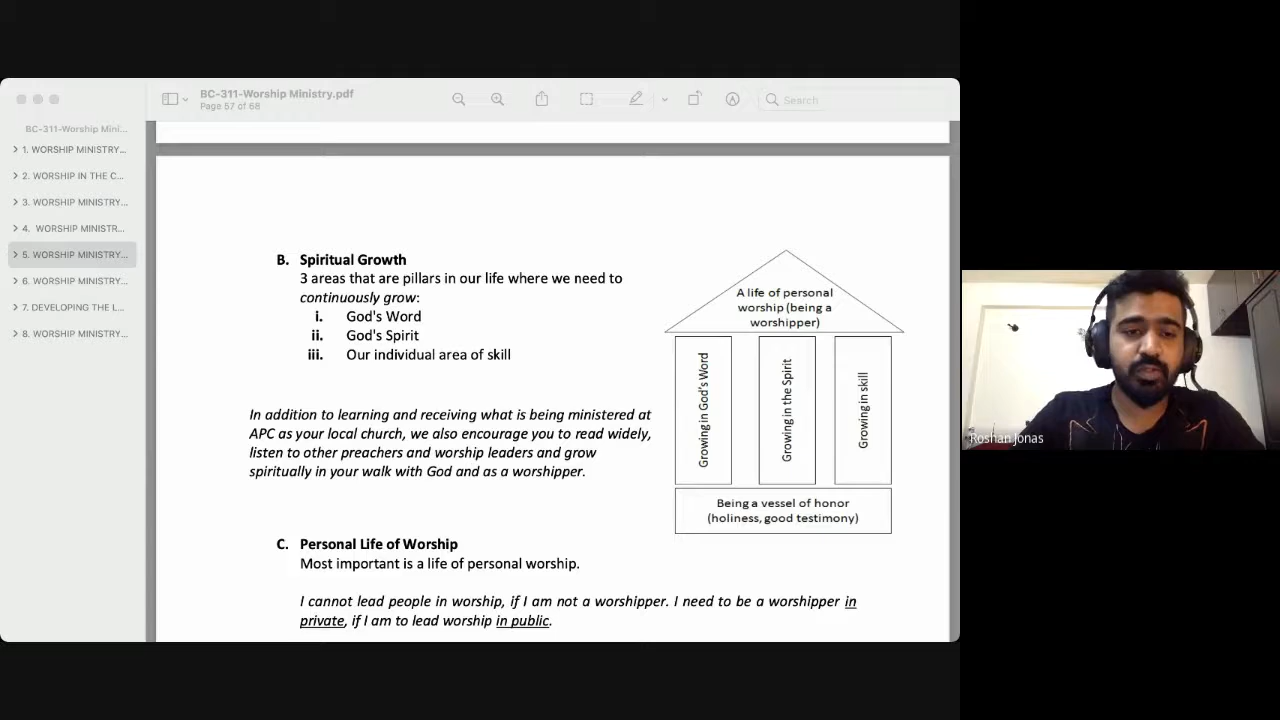 BC-311-Worship Ministry.pdf
Page 57 of 68
Search
BC-311-Worship Mini...
1. WORSHIP MINISTRY...
2. WORSHIP IN THE C...
3. WORSHIP MINISTRY...
4. WORSHIP MINISTR...
5. WORSHIP MINISTRY...
6. WORSHIP MINISTRY...
7. DEVELOPING THE L...
8. WORSHIP MINISTRY...
B. Spiritual Growth
3 areas that are pillars in our life where we need to
continuously grow:
i. God's Word
ii. God's Spirit
iii. Our individual area of skill
In addition to learning and receiving what is being ministered at
APC as your local church, we also encourage you to read widely,
listen to other preachers and worship leaders and grow
spiritually in your walk with God and as a worshipper.
A life of personal
worship (being a
worshipper)
Growing in God's Word
Growing in the Spirit
Growing in skill
Being a vessel of honor
(holiness, good testimony)
C. Personal Life of Worship
Most important is a life of personal worship.
I cannot lead people in worship, if I am not a worshipper. I need to be a worshipper in
private, if I am to lead worship in public.
Roshan Jonas